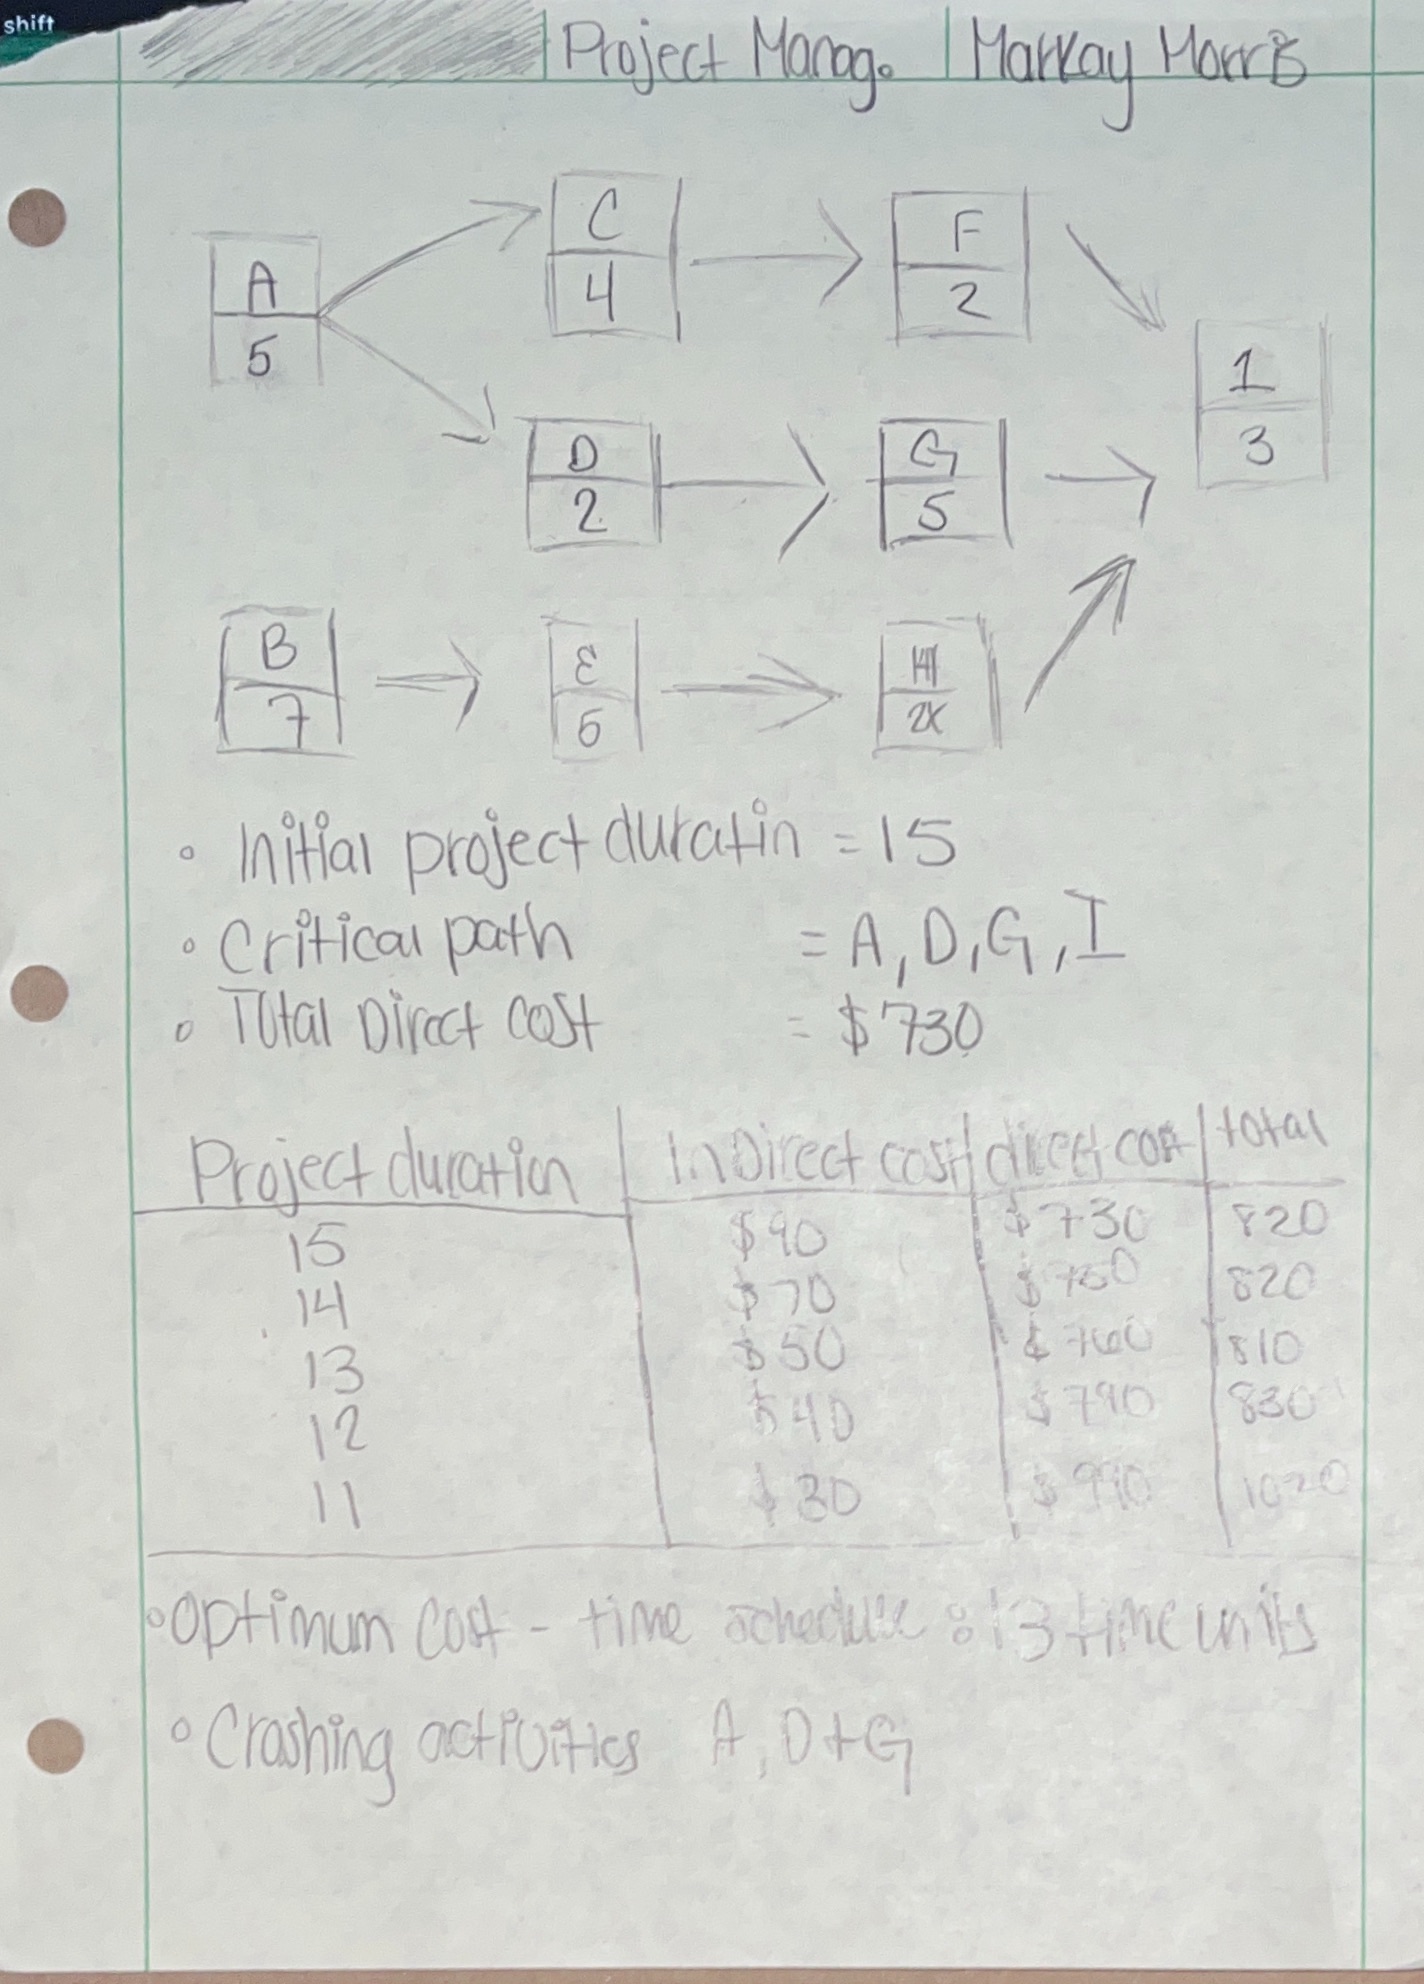 shift
Project Manag. Markay Morris
C
4
F
2
A
5
1
3
D
2
G
5
B
7
E
5
H
2x
Initial project duratin = 15
Critical path = A, D, G, I
Total Direct cost = $730
Project duration InDirect cost direct cost total
15 $90 $730 820
14 $70 $750 820
13 $50 $760 810
12 $40 $790 830
11 $30 $990 1020
Optimum cost - time schedule : 13 time units
Crashing activities A, D + G